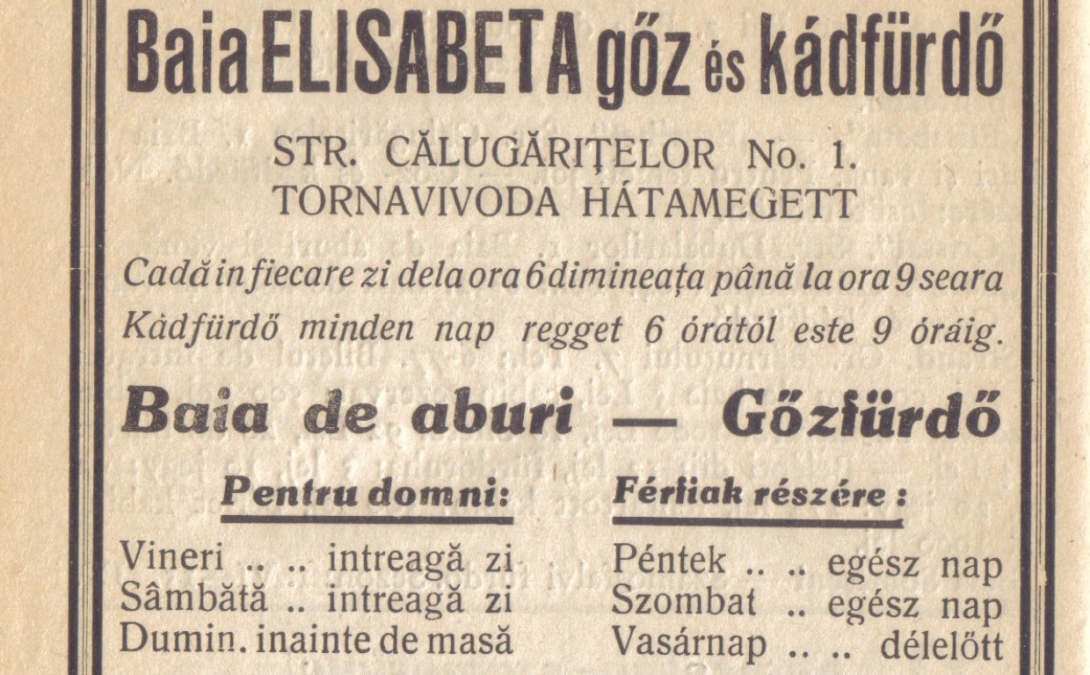 Baia ELISABETA gőz és kádfürdő
STR. CĂLUGĂRIŢELOR No. 1.
TORNAVIVODA HÁTAMEGETT
Cadă in fiecare zi dela ora 6 dimineaţa până la ora 9 seara
Kàdfürdő minden nap regget 6 órától este 9 óráig.
Baia de aburi — Gőzfürdő
Pentru domni:
Vineri .. .. intreagă zi
Sâmbătă .. intreagă zi
Dumin. inainte de masă
Férfiak részére :
Péntek .. .. egész nap
Szombat .. egész nap
Vasárnap .. .. délelőtt